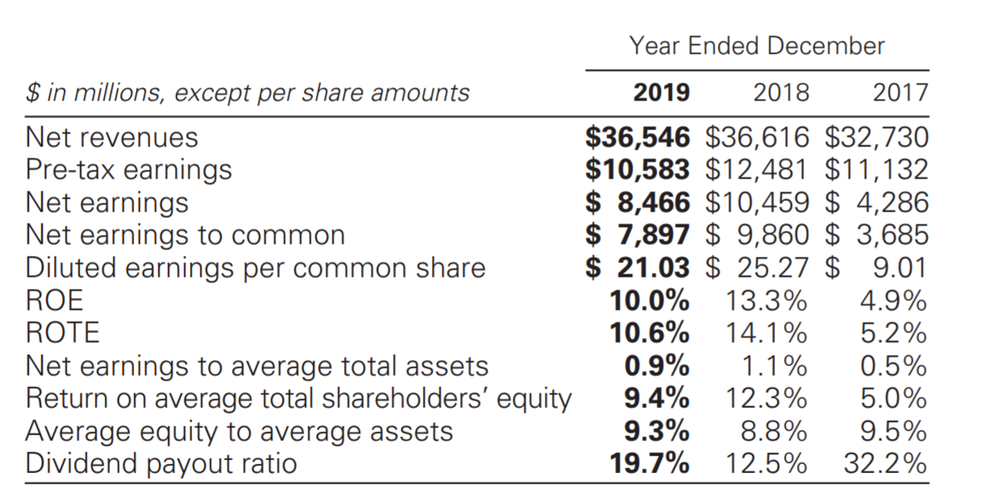 Year Ended December
$ in millions, except per share amounts 2019 2018 2017
Net revenues $36,546 $36,616 $32,730
Pre-tax earnings $10,583 $12,481 $11,132
Net earnings $ 8,466 $10,459 $ 4,286
Net earnings to common $ 7,897 $ 9,860 $ 3,685
Diluted earnings per common share $ 21.03 $ 25.27 $ 9.01
ROE 10.0% 13.3% 4.9%
ROTE 10.6% 14.1% 5.2%
Net earnings to average total assets 0.9% 1.1% 0.5%
Return on average total shareholders’ equity 9.4% 12.3% 5.0%
Average equity to average assets 9.3% 8.8% 9.5%
Dividend payout ratio 19.7% 12.5% 32.2%